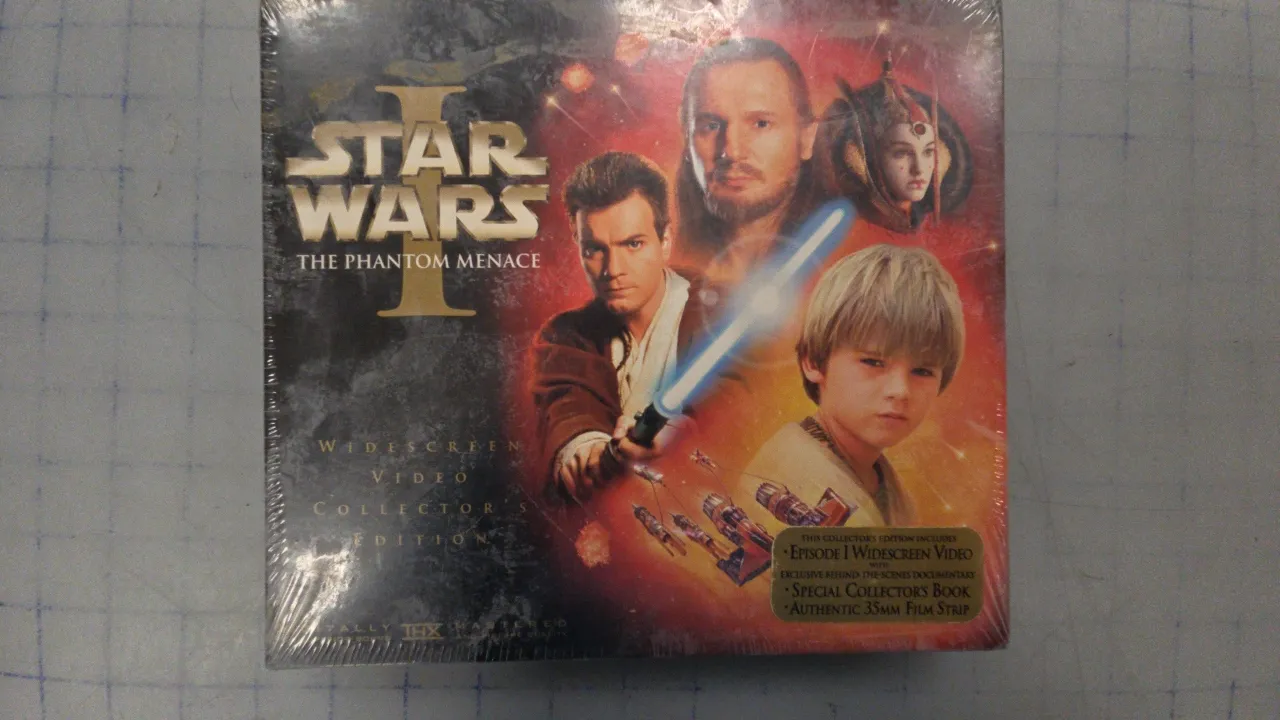 I
STAR
WARS
THE PHANTOM MENACE
WIDESCREEN
VIDEO
COLLECTOR'S
EDITION
THX
THIS COLLECTOR'S EDITION INCLUDES
• EPISODE I WIDESCREEN VIDEO
WITH
EXCLUSIVE BEHIND-THE-SCENES DOCUMENTARY
• SPECIAL COLLECTOR'S BOOK
• AUTHENTIC 35MM FILM STRIP